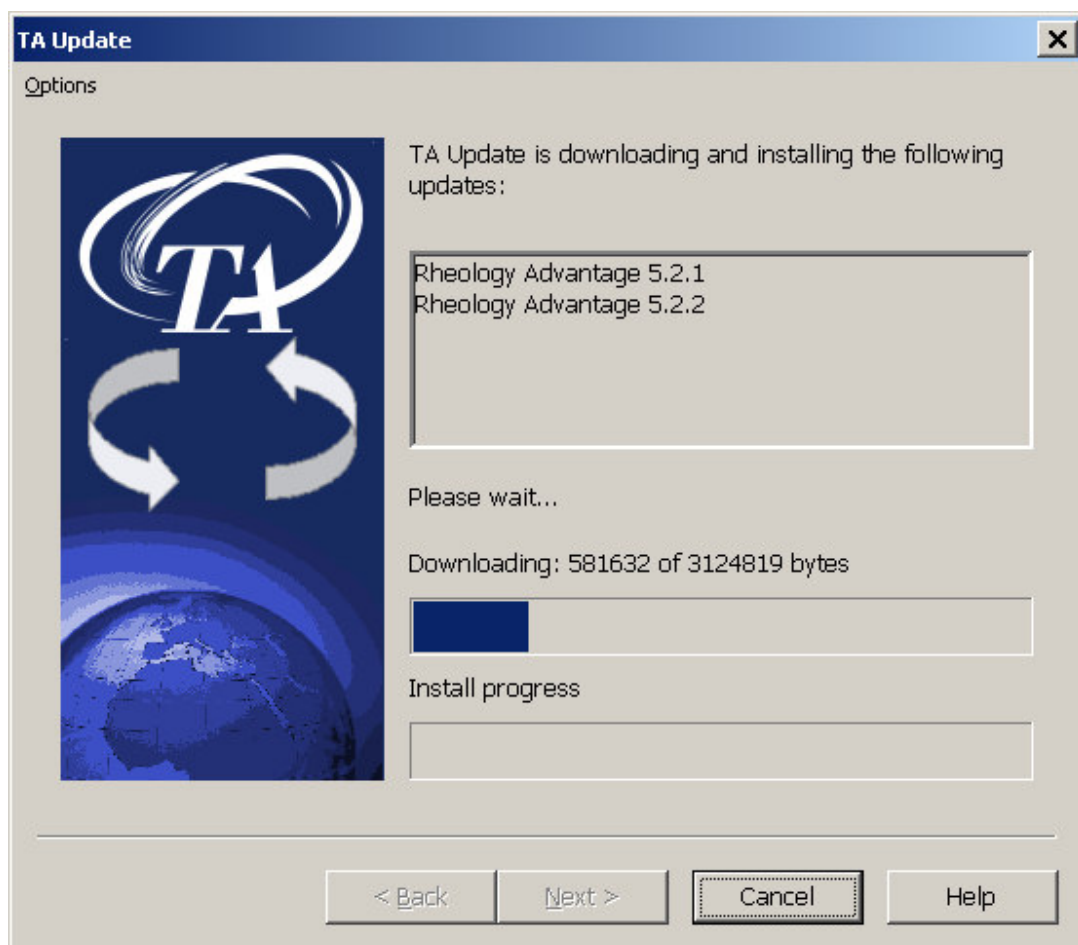 TA Update
Options
TA
TA Update is downloading and installing the following
updates:
Rheology Advantage 5.2.1
Rheology Advantage 5.2.2
Please wait...
Downloading: 581632 of 3124819 bytes
Install progress
< Back
Next >
Cancel
Help